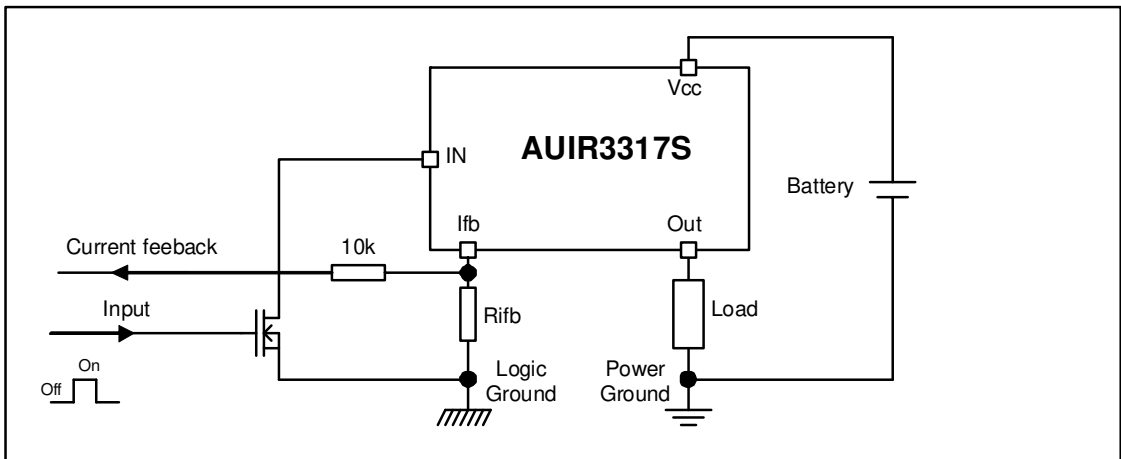 Vcc
AUIR3317S
IN
Battery
Ifb
Out
Current feeback
10k
Input
Rifb
Load
On
Off
Logic
Ground
Power
Ground